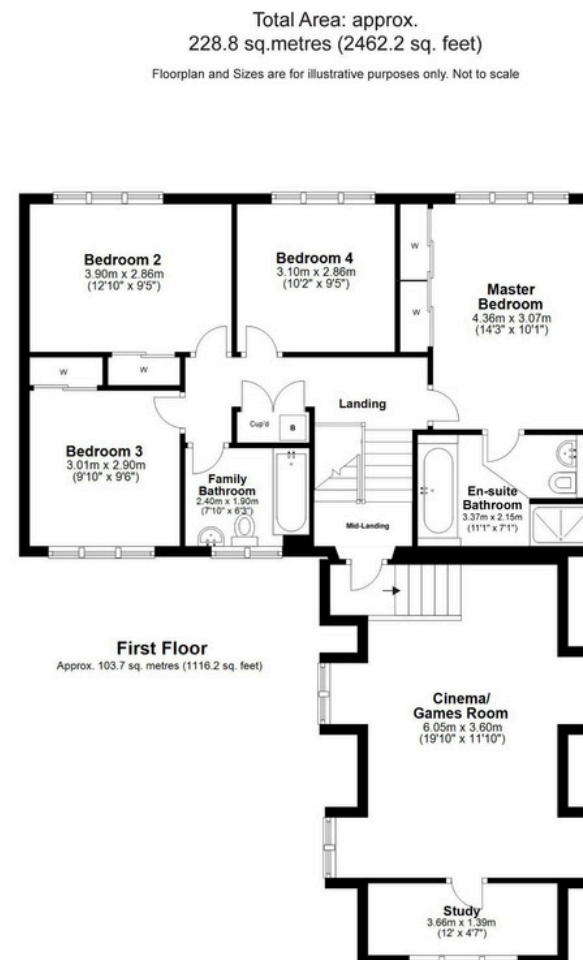 Total Area: approx.
228.8 sq.metres (2462.2 sq. feet)
Floorplan and Sizes are for illustrative purposes only. Not to scale
Bedroom 2
3.90m x 2.86m
(12'10" x 9'5")
Bedroom 4
3.10m x 2.86m
(10'2" x 9'5")
W
W
Master
Bedroom
4.36m x 3.07m
(14'3" x 10'1")
W
W
Cup'd
B
Landing
Bedroom 3
3.01m x 2.90m
(9'10" x 9'6")
Family
Bathroom
2.40m x 1.90m
(7'10" x 6'3")
Mid-Landing
En-suite
Bathroom
3.37m x 2.15m
(11'1" x 7'1")
First Floor
Approx. 103.7 sq. metres (1116.2 sq. feet)
Cinema/
Games Room
6.05m x 3.60m
(19'10" x 11'10")
Study
3.66m x 1.39m
(12' x 4'7")